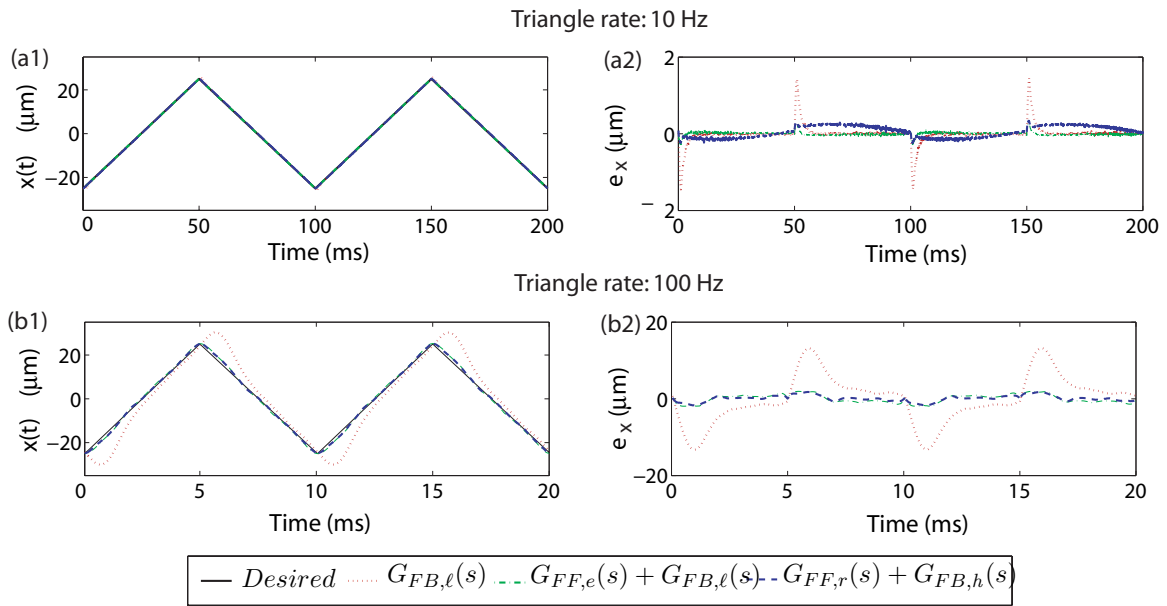 Triangle rate: 10 Hz
(a1)
20
0
−20
x(t) (μm)
0 50 100 150 200
Time (ms)
(a2)
2
0
−
2
e x (μm)
0 50 100 150 200
Time (ms)
Triangle rate: 100 Hz
(b1)
20
0
−20
x(t) (μm)
0 5 10 15 20
Time (ms)
(b2)
20
0
−20
e x (μm)
0 5 10 15 20
Time (ms)
Desired G_{FB,ℓ}(s) G_{FF,e}(s) + G_{FB,ℓ}(s) G_{FF,r}(s) + G_{FB,h}(s)